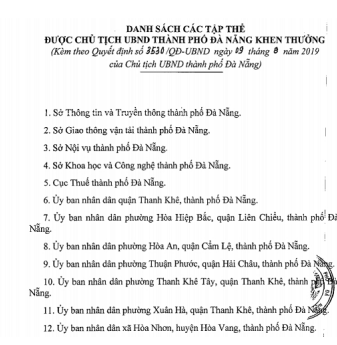 DANH SÁCH CÁC TẬP THỂ
ĐƯỢC CHỦ TỊCH UBND THÀNH PHỐ ĐÀ NẴNG KHEN THƯỞNG
(Kèm theo Quyết định số 3530/QĐ-UBND ngày 09 tháng 8 năm 2019
của Chủ tịch UBND thành phố Đà Nẵng)
1. Sở Thông tin và Truyền thông thành phố Đà Nẵng.
2. Sở Giao thông vận tải thành phố Đà Nẵng.
3. Sở Nội vụ thành phố Đà Nẵng.
4. Sở Khoa học và Công nghệ thành phố Đà Nẵng.
5. Cục Thuế thành phố Đà Nẵng.
6. Ủy ban nhân dân quận Thanh Khê, thành phố Đà Nẵng.
7. Ủy ban nhân dân phường Hòa Hiệp Bắc, quận Liên Chiểu, thành phố Đà
Nẵng.
8. Ủy ban nhân dân phường Hòa An, quận Cẩm Lệ, thành phố Đà Nẵng.
9. Ủy ban nhân dân phường Thuận Phước, quận Hải Châu, thành phố Đà Nẵng.
10. Ủy ban nhân dân phường Thanh Khê Tây, quận Thanh Khê, thành phố Đà
Nẵng.
11. Ủy ban nhân dân phường Xuân Hà, quận Thanh Khê, thành phố Đà Nẵng.
12. Ủy ban nhân dân xã Hòa Nhơn, huyện Hòa Vang, thành phố Đà Nẵng.